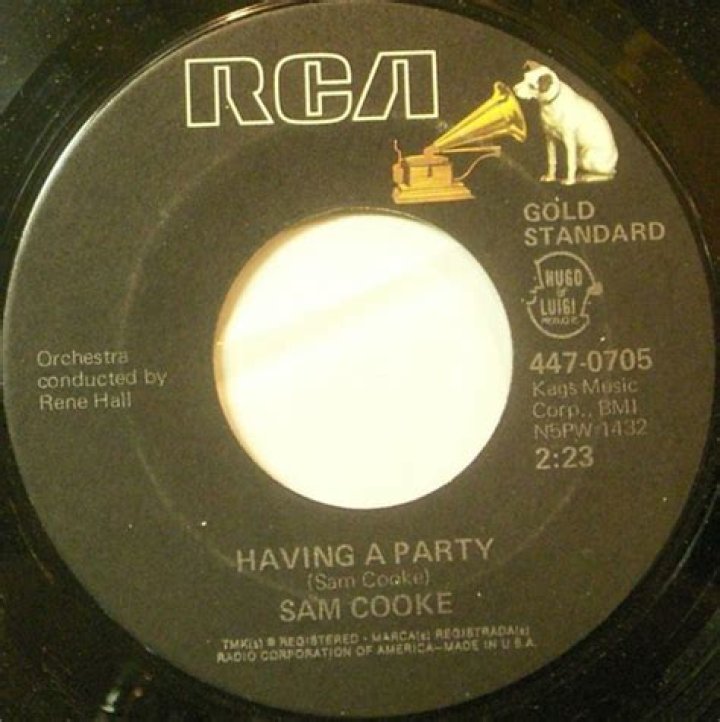 RCA
GOLD
STANDARD
HUGO
LUIGI
447-0705
Kags Music
Corp., BMI
N5PW-1432
2:23
Orchestra
conducted by
Rene Hall
HAVING A PARTY
(Sam Cooke)
SAM COOKE
TMK(s) ® REGISTERED - MARCA(s) REGISTRADA(s)
RADIO CORPORATION OF AMERICA—MADE IN U.S.A.